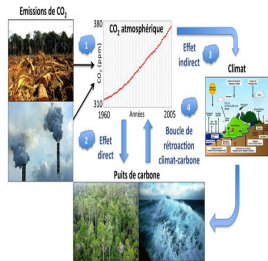 Emissions de CO₂
1
380
CO₂ atmosphérique
CO₂ (ppm)
310
1960
Années
2005
Effet
indirect
3
Climat
2
Effet
direct
4
Boucle de
rétroaction
climat-carbone
Puits de carbone